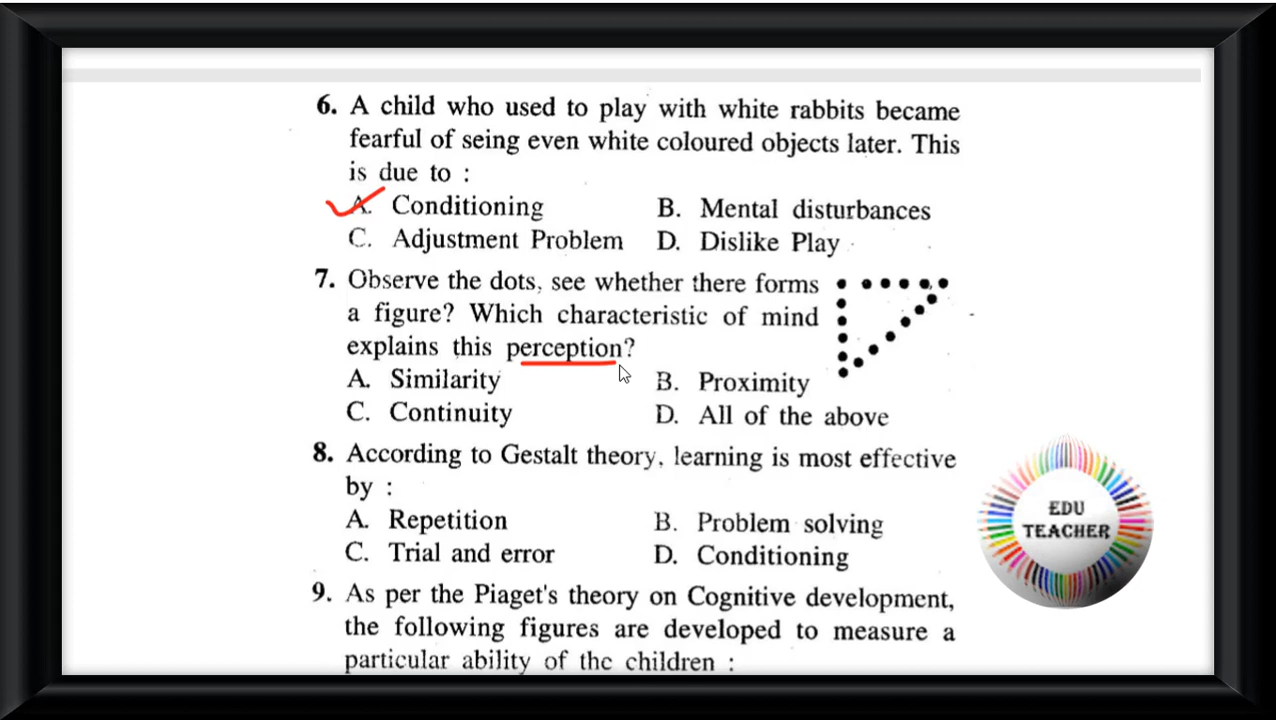 6. A child who used to play with white rabbits became
fearful of seing even white coloured objects later. This
is due to :
A. Conditioning B. Mental disturbances
C. Adjustment Problem D. Dislike Play
7. Observe the dots, see whether there forms
a figure? Which characteristic of mind
explains this perception?
A. Similarity B. Proximity
C. Continuity D. All of the above
8. According to Gestalt theory, learning is most effective
by :
A. Repetition B. Problem solving
C. Trial and error D. Conditioning
EDU
TEACHER
9. As per the Piaget's theory on Cognitive development,
the following figures are developed to measure a
particular ability of the children :